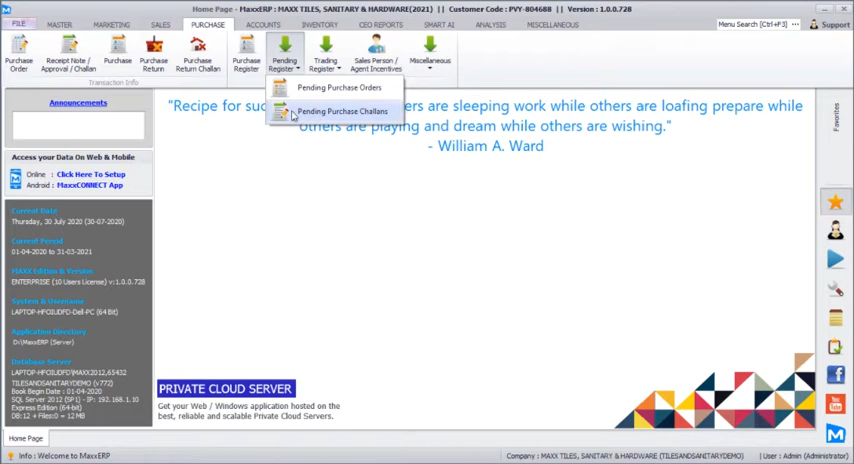 Home Page - MaxxERP : MAXX TILES, SANITARY & HARDWARE(2021) || Customer Code : PVY-804688 || Version : 1.0.0.728
FILE MASTER MARKETING SALES PURCHASE ACCOUNTS INVENTORY CEO REPORTS SMART AI ANALYSIS MISCELLANEOUS Menu Search [Ctrl+F3] Support
Purchase Order
Receipt Note / Approval / Challan
Purchase
Purchase Return
Purchase Return Challan
Purchase Register
Pending Register
Trading Register
Sales Person / Agent Incentives
Miscellaneous
Transaction Info
Pending Purchase Orders
Pending Purchase Challans
Announcements
"Recipe for suc ers are sleeping work while others are loafing prepare while
others are playing and dream while others are wishing."
- William A. Ward
Favorites
Access your Data On Web & Mobile
Online : Click Here To Setup
Android : MaxxCONNECT App
Current Date
Thursday, 30 July 2020 (30-07-2020)
Current Period
01-04-2020 to 31-03-2021
MAXX Edition & Version
ENTERPRISE (10 Users License) v:1.0.0.728
System & Username
LAPTOP-HFOIUDFD-Dell-PC (64 Bit)
Application Directory
D:\MaxxERP (Server)
Database Server
LAPTOP-HFOIUDFD\MAXX2012,65432
TILESANDSANITARYDEMO (v772)
Book Begin Date : 01-04-2020
SQL Server 2012 (SP1) - IP: 192.168.1.10
Express Edition (64-bit)
DB:12 + Files:0 = 12 MB
PRIVATE CLOUD SERVER
Get your Web / Windows application hosted on the
best, reliable and scalable Private Cloud Servers.
Home Page
Info : Welcome to MaxxERP
Company : MAXX TILES, SANITARY & HARDWARE (TILESANDSANITARYDEMO)
User : Admin (Administrator)